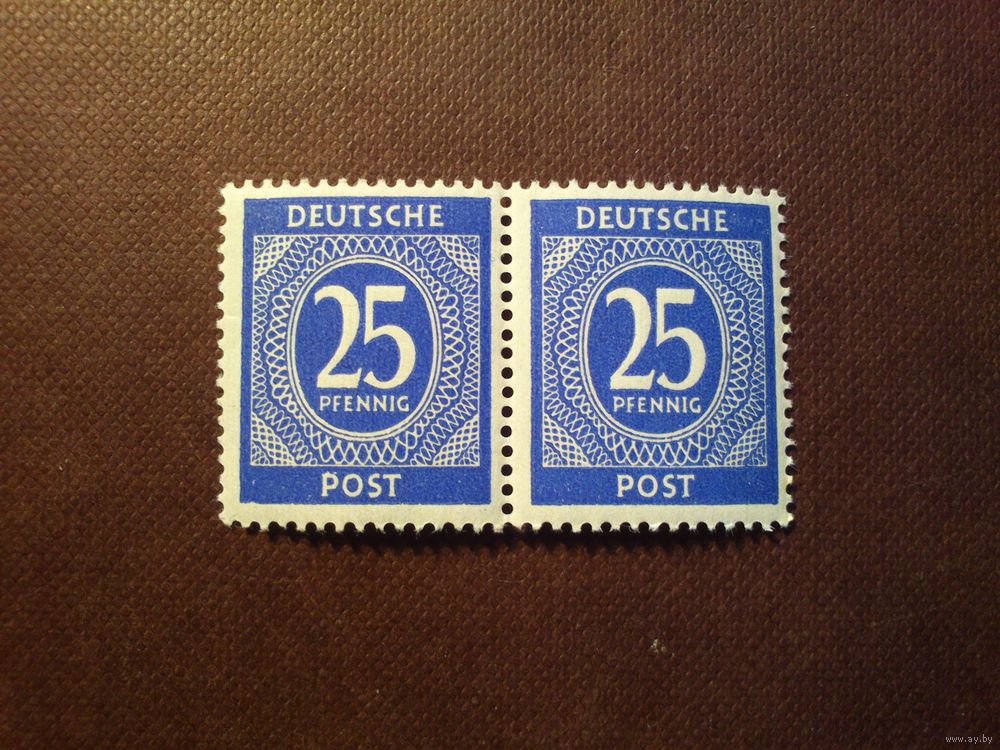 DEUTSCHE
25
PFENNIG
POST
DEUTSCHE
25
PFENNIG
POST
www.ay.by